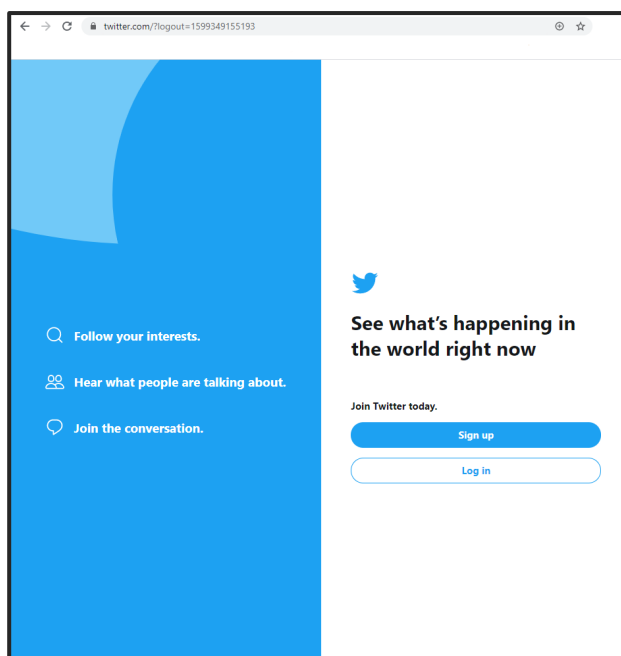 twitter.com/?logout=1599349155193
Follow your interests.
Hear what people are talking about.
Join the conversation.
See what’s happening in
the world right now
Join Twitter today.
Sign up
Log in